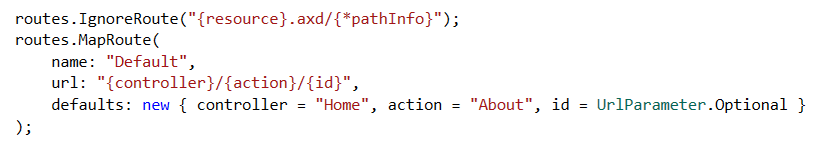 routes.IgnoreRoute("{resource}.axd/{*pathInfo}");
routes.MapRoute(
    name: "Default",
    url: "{controller}/{action}/{id}",
    defaults: new { controller = "Home", action = "About", id = UrlParameter.Optional }
);